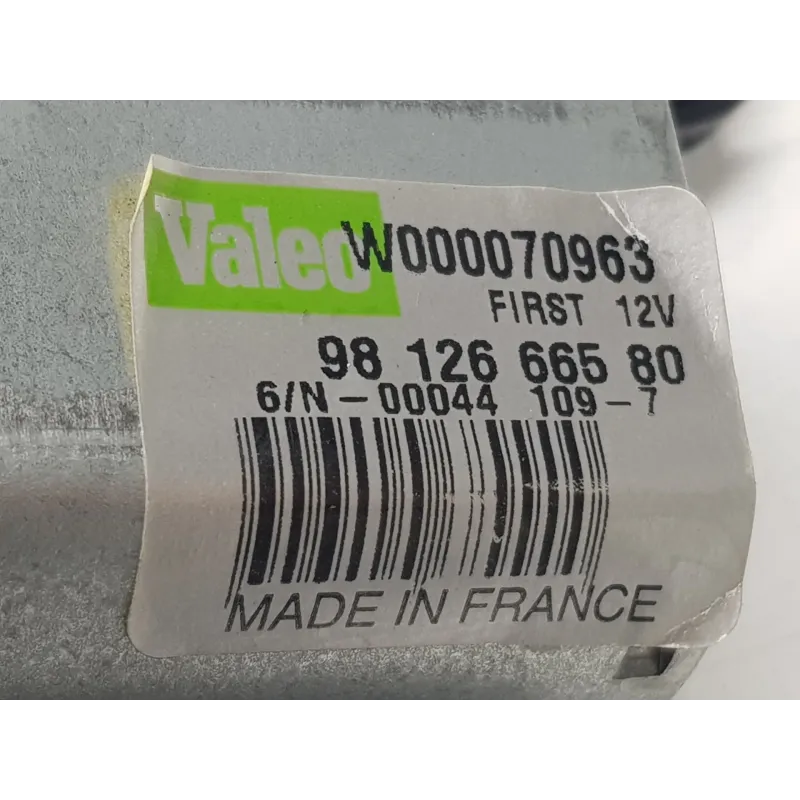 Valeo W000070963
FIRST 12V
98 126 665 80
6/N-00044 109-7
MADE IN FRANCE